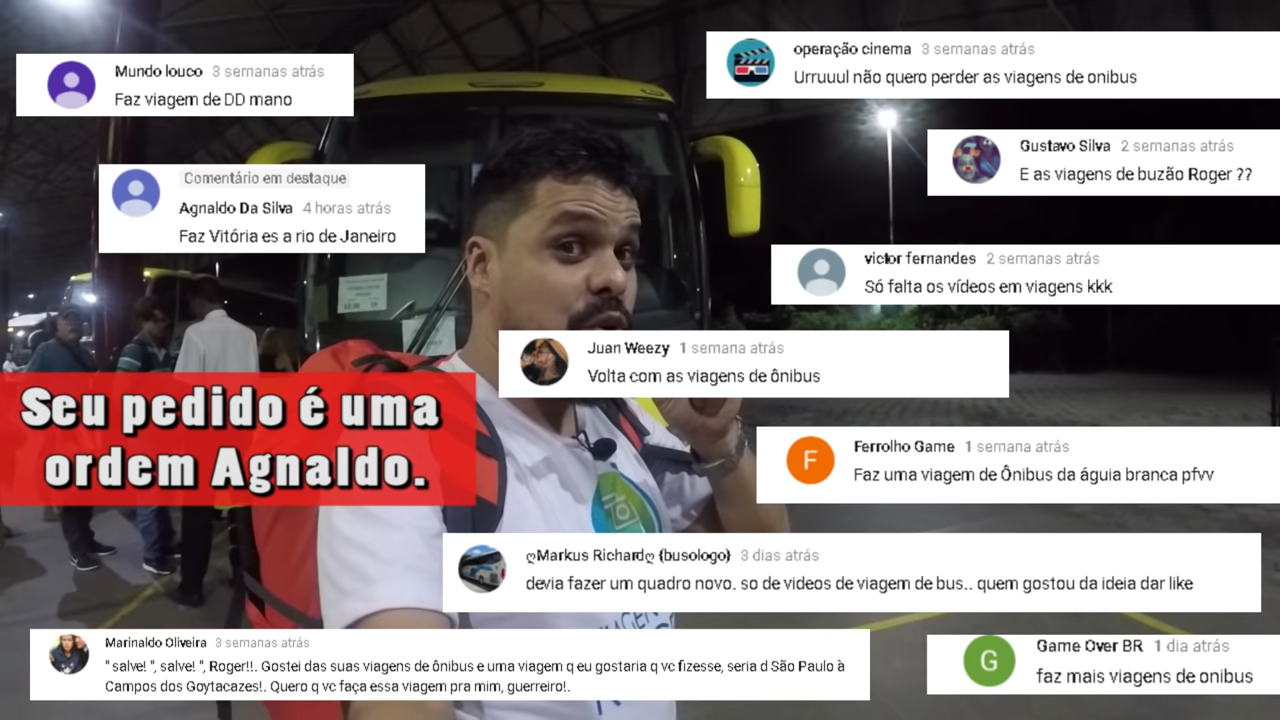 Mundo louco 3 semanas atrás
Faz viagem de DD mano
operação cinema 3 semanas atrás
Urruuul não quero perder as viagens de onibus
Gustavo Silva 2 semanas atrás
E as viagens de buzão Roger ??
Comentário em destaque
Agnaldo Da Silva 4 horas atrás
Faz Vitória es a rio de Janeiro
victor fernandes 2 semanas atrás
Só falta os vídeos em viagens kkk
Juan Weezy 1 semana atrás
Volta com as viagens de ônibus
Seu pedido é uma
ordem Agnaldo.
F
Ferrolho Game 1 semana atrás
Faz uma viagem de Ônibus da águia branca pfvv
ღMarkus Richardღ {busologo} 3 dias atrás
devia fazer um quadro novo. so de videos de viagem de bus.. quem gostou da ideia dar like
Marinaldo Oliveira 3 semanas atrás
" salve! ", salve! ", Roger!!. Gostei das suas viagens de ônibus e uma viagem q eu gostaria q vc fizesse, seria d São Paulo à
Campos dos Goytacazes!. Quero q vc faça essa viagem pra mim, guerreiro!.
G
Game Over BR 1 dia atrás
faz mais viagens de onibus